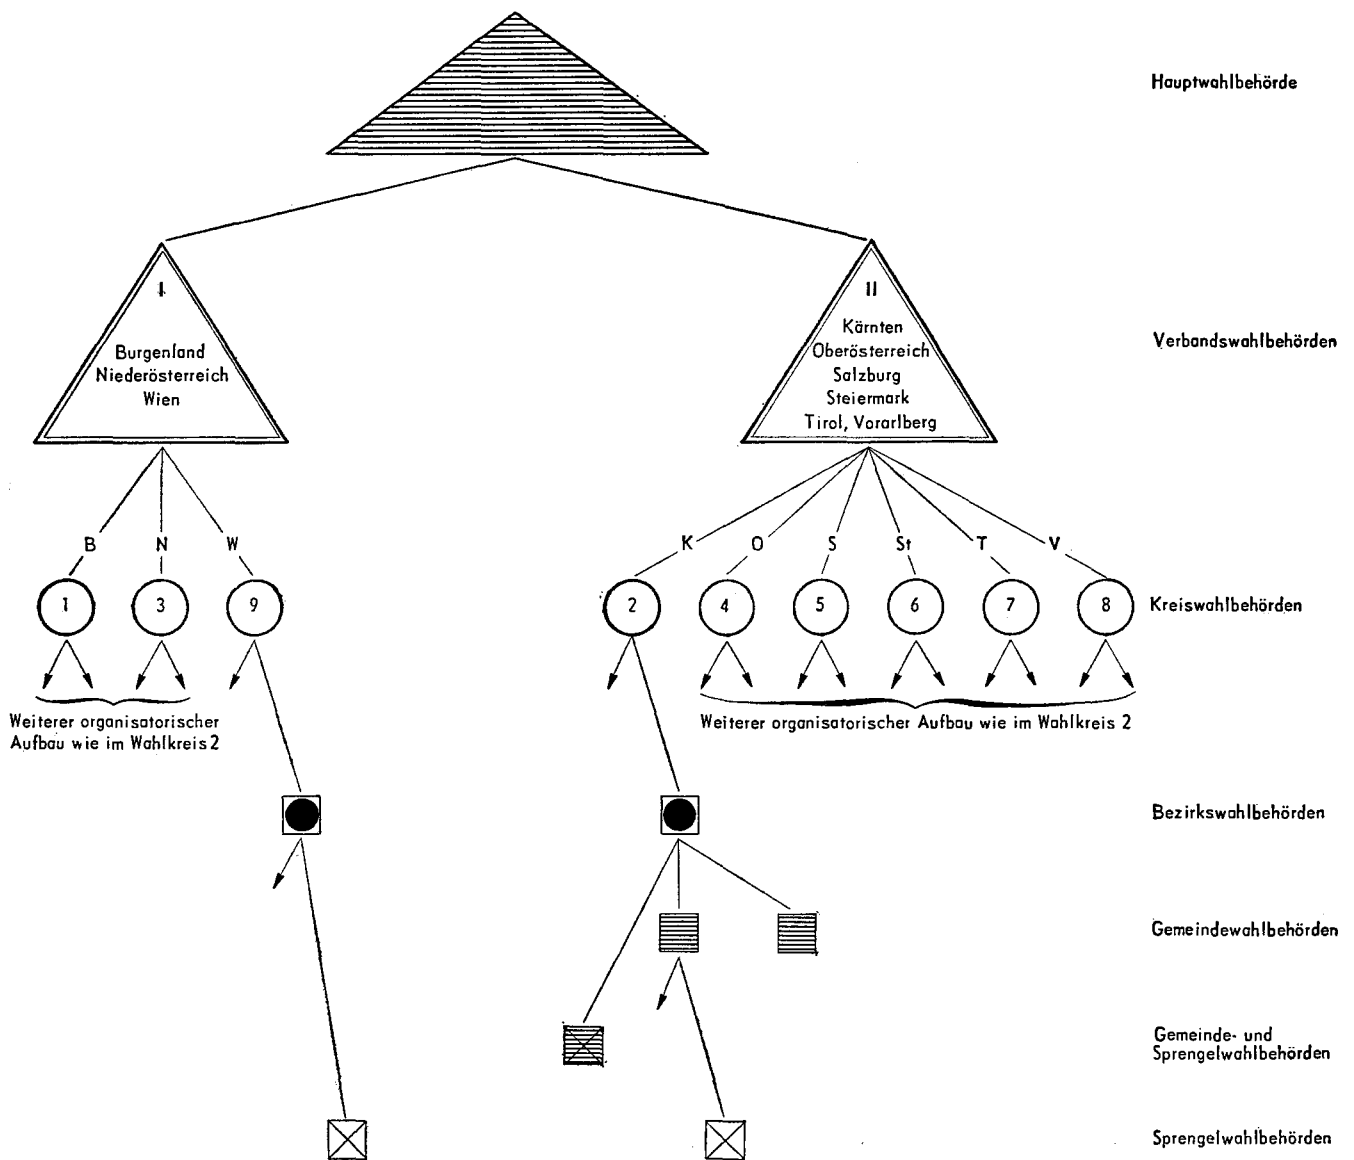 Hauptwahlbehörde
I
Burgenland
Niederösterreich
Wien
II
Kärnten
Oberösterreich
Salzburg
Steiermark
Tirol, Vorarlberg
Verbandswahlbehörden
B N W
K O S St T V
1 3 9
2 4 5 6 7 8
Kreiswahlbehörden
Weiterer organisatorischer
Aufbau wie im Wahlkreis 2
Weiterer organisatorischer Aufbau wie im Wahlkreis 2
Bezirkswahlbehörden
Gemeindewahlbehörden
Gemeinde- und
Sprengelwahlbehörden
Sprengelwahlbehörden